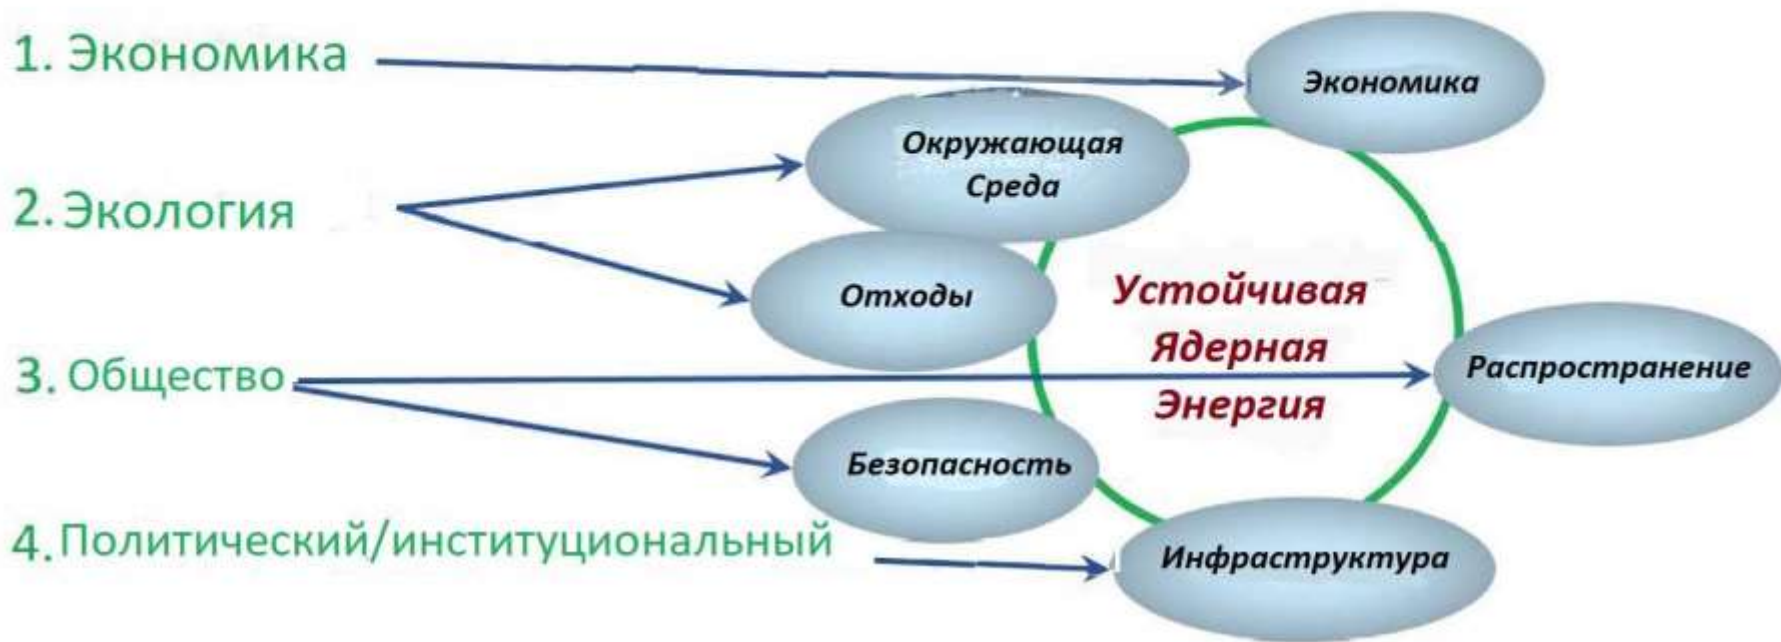 1. Экономика
Экономика
Окружающая
Среда
2. Экология
Отходы
Устойчивая
Ядерная
Энергия
3. Общество
Распространение
Безопасность
4. Политический/институциональный
Инфраструктура